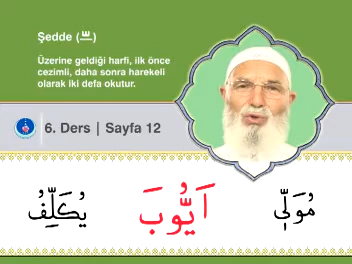 Şedde ( ـّـ )
Üzerine geldiği harfi, ilk önce
cezimli, daha sonra harekeli
olarak iki defa okutur.
6. Ders | Sayfa 12
مُوَلّٖى اَيُّوبَ يُكَلِّفُ